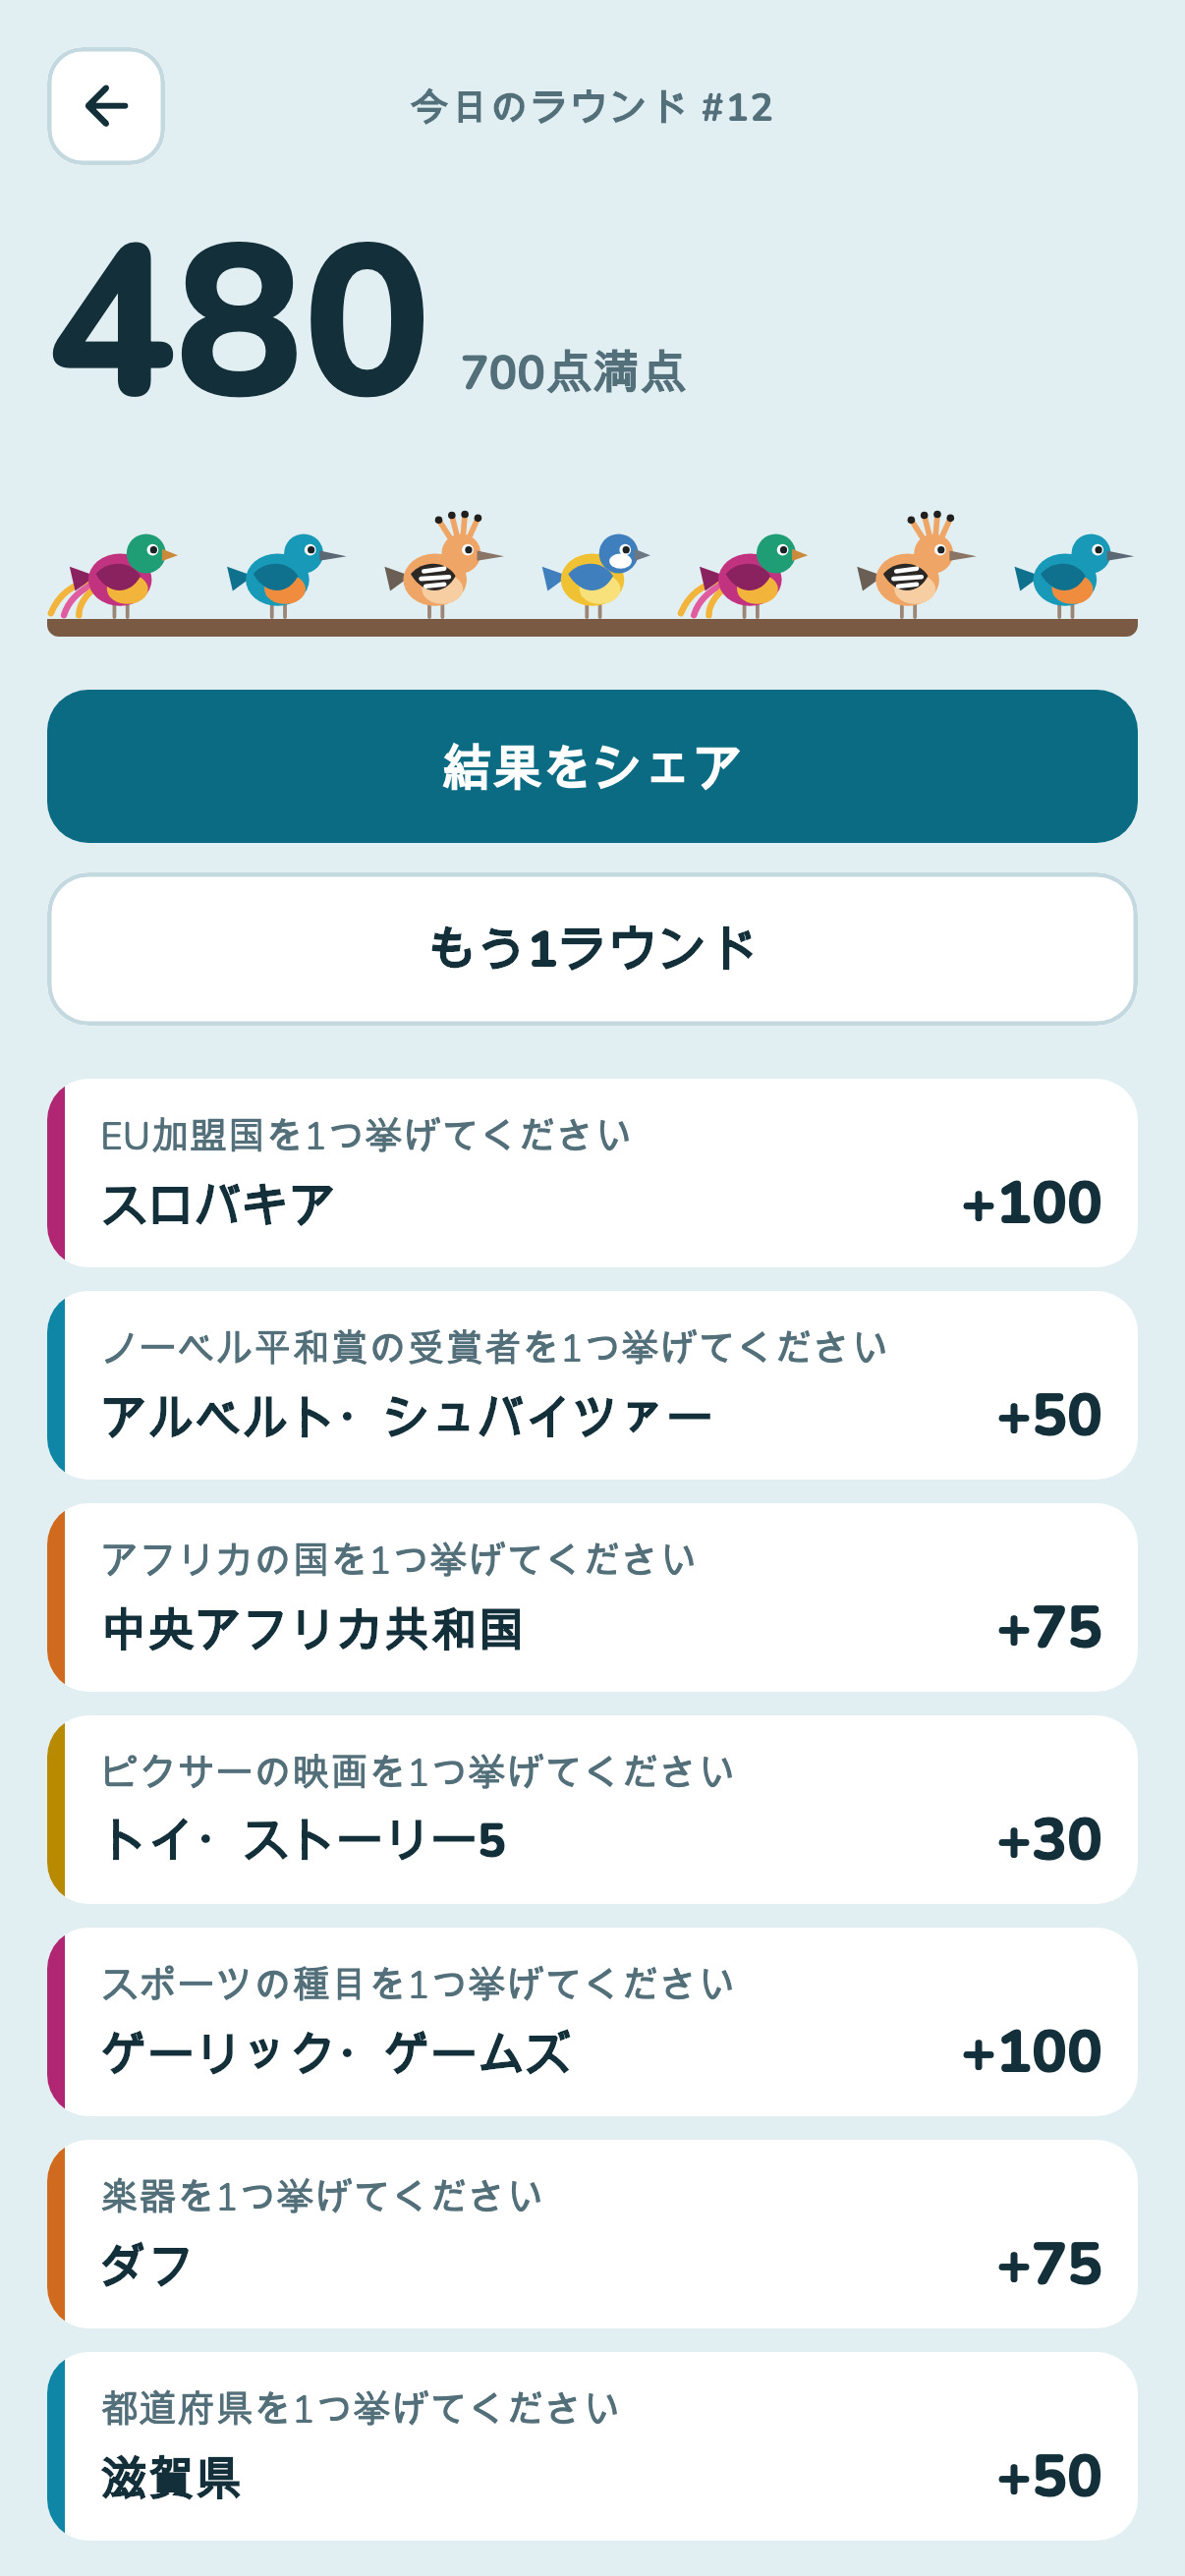 今日のラウンド #12
480 700点満点
結果をシェア
もう1ラウンド
EU加盟国を1つ挙げてください
スロバキア +100
ノーベル平和賞の受賞者を1つ挙げてください
アルベルト・シュバイツァー +50
アフリカの国を1つ挙げてください
中央アフリカ共和国 +75
ピクサーの映画を1つ挙げてください
トイ・ストーリー5 +30
スポーツの種目を1つ挙げてください
ゲーリック・ゲームズ +100
楽器を1つ挙げてください
ダフ +75
都道府県を1つ挙げてください
滋賀県 +50